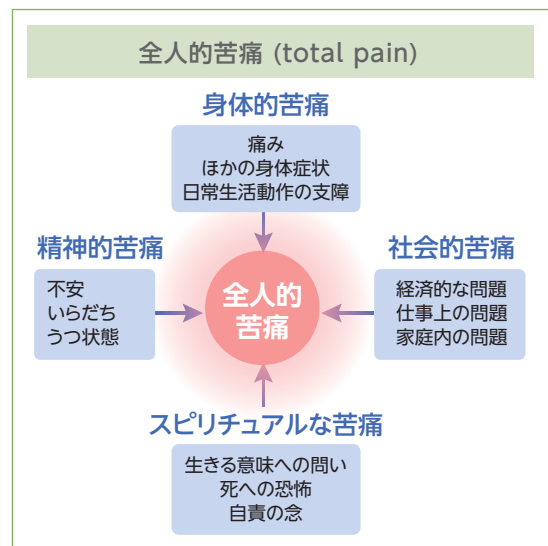 全人的苦痛 (total pain)
身体的苦痛
痛み
ほかの身体症状
日常生活動作の支障
精神的苦痛
不安
いらだち
うつ状態
全人的
苦痛
社会的苦痛
経済的な問題
仕事上の問題
家庭内の問題
スピリチュアルな苦痛
生きる意味への問い
死への恐怖
自責の念